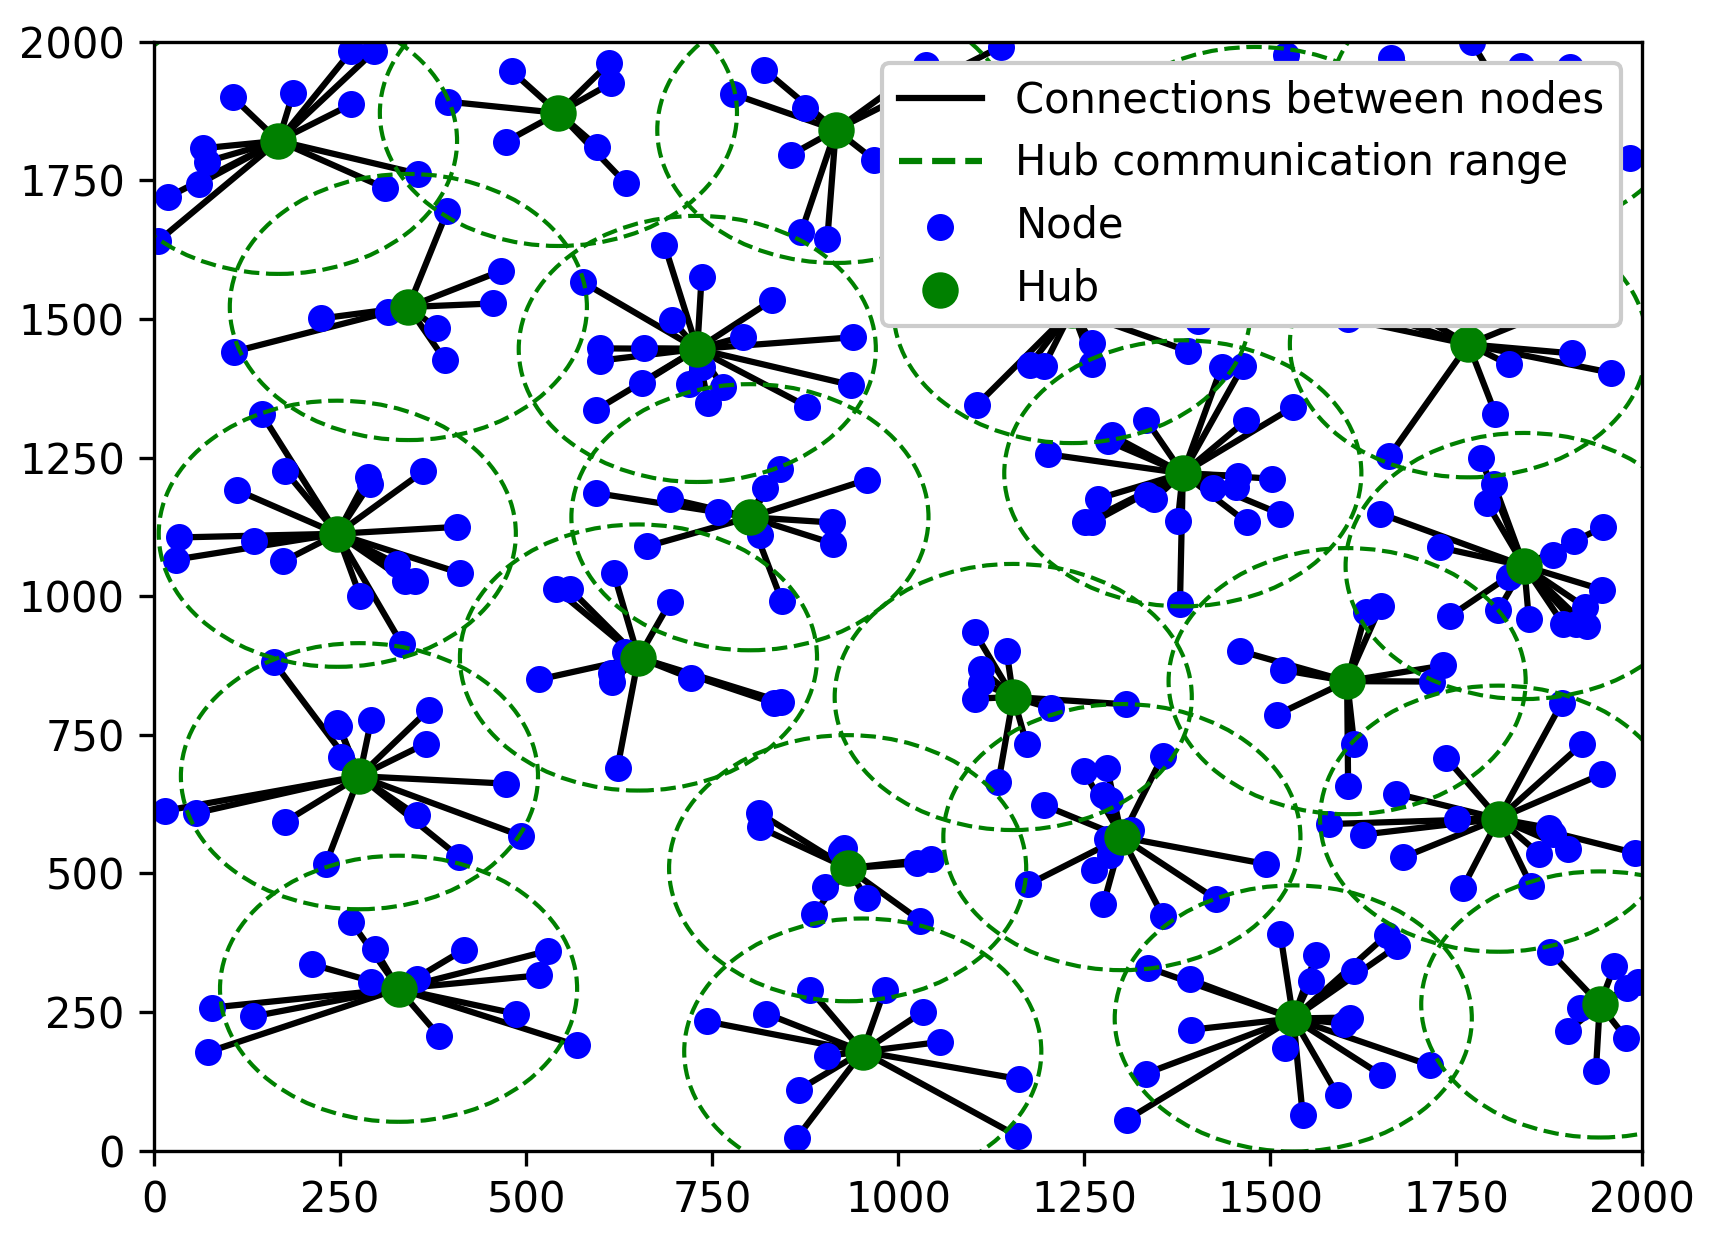 2000
1750
1500
1250
1000
750
500
250
0
Connections between nodes
Hub communication range
Node
Hub
0 250 500 750 1000 1250 1500 1750 2000